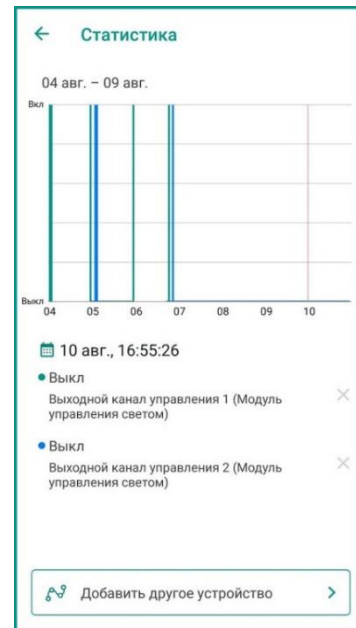 Статистика
04 авг. – 09 авг.
Вкл
Выкл
04 05 06 07 08 09 10
10 авг., 16:55:26
Выкл
Выходной канал управления 1 (Модуль
управления светом)
Выкл
Выходной канал управления 2 (Модуль
управления светом)
Добавить другое устройство